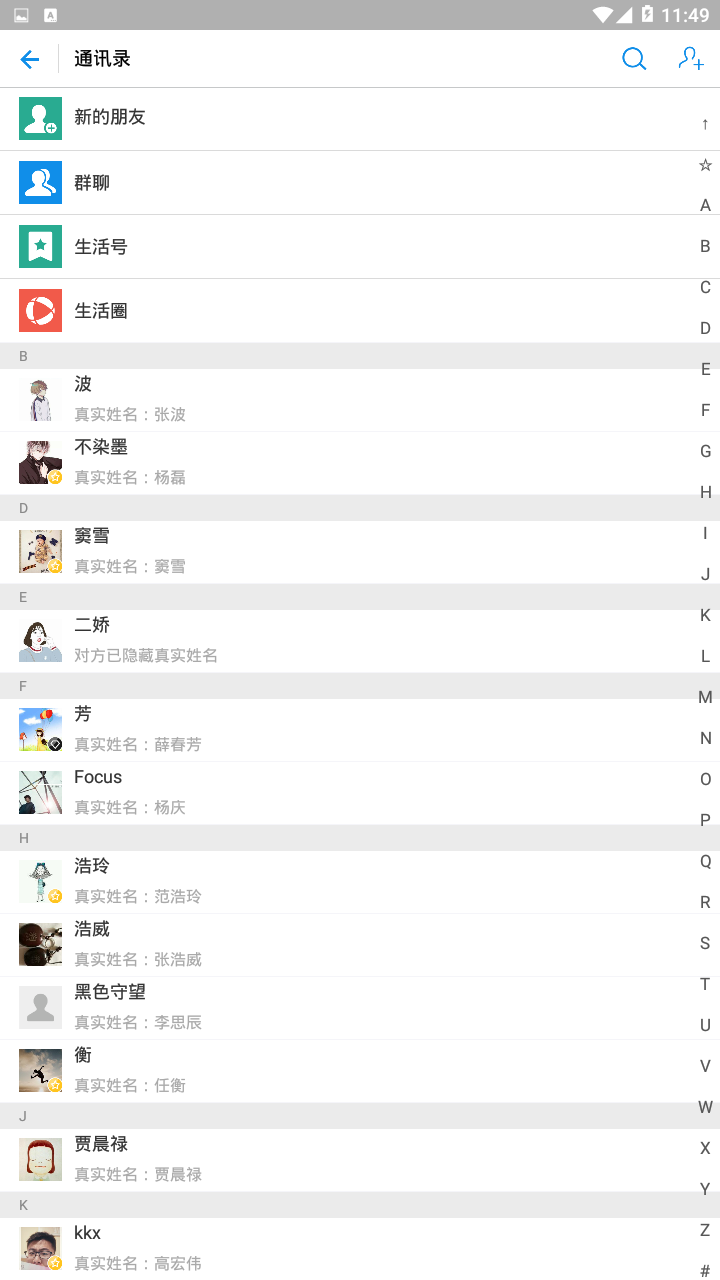 11:49
通讯录
新的朋友
群聊
生活号
生活圈
B
波
真实姓名：张波
不染墨
真实姓名：杨磊
D
窦雪
真实姓名：窦雪
E
二娇
对方已隐藏真实姓名
F
芳
真实姓名：薛春芳
Focus
真实姓名：杨庆
H
浩玲
真实姓名：范浩玲
浩威
真实姓名：张浩威
黑色守望
真实姓名：李思辰
衡
真实姓名：任衡
J
贾晨禄
真实姓名：贾晨禄
K
kkx
真实姓名：高宏伟
↑
☆
A
B
C
D
E
F
G
H
I
J
K
L
M
N
O
P
Q
R
S
T
U
V
W
X
Y
Z
#